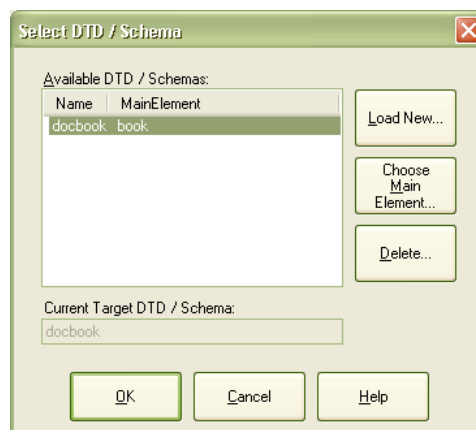 Select DTD / Schema
Available DTD / Schemas:
Name MainElement
docbook book
Load New...
Choose
Main
Element...
Delete...
Current Target DTD / Schema:
docbook
OK Cancel Help